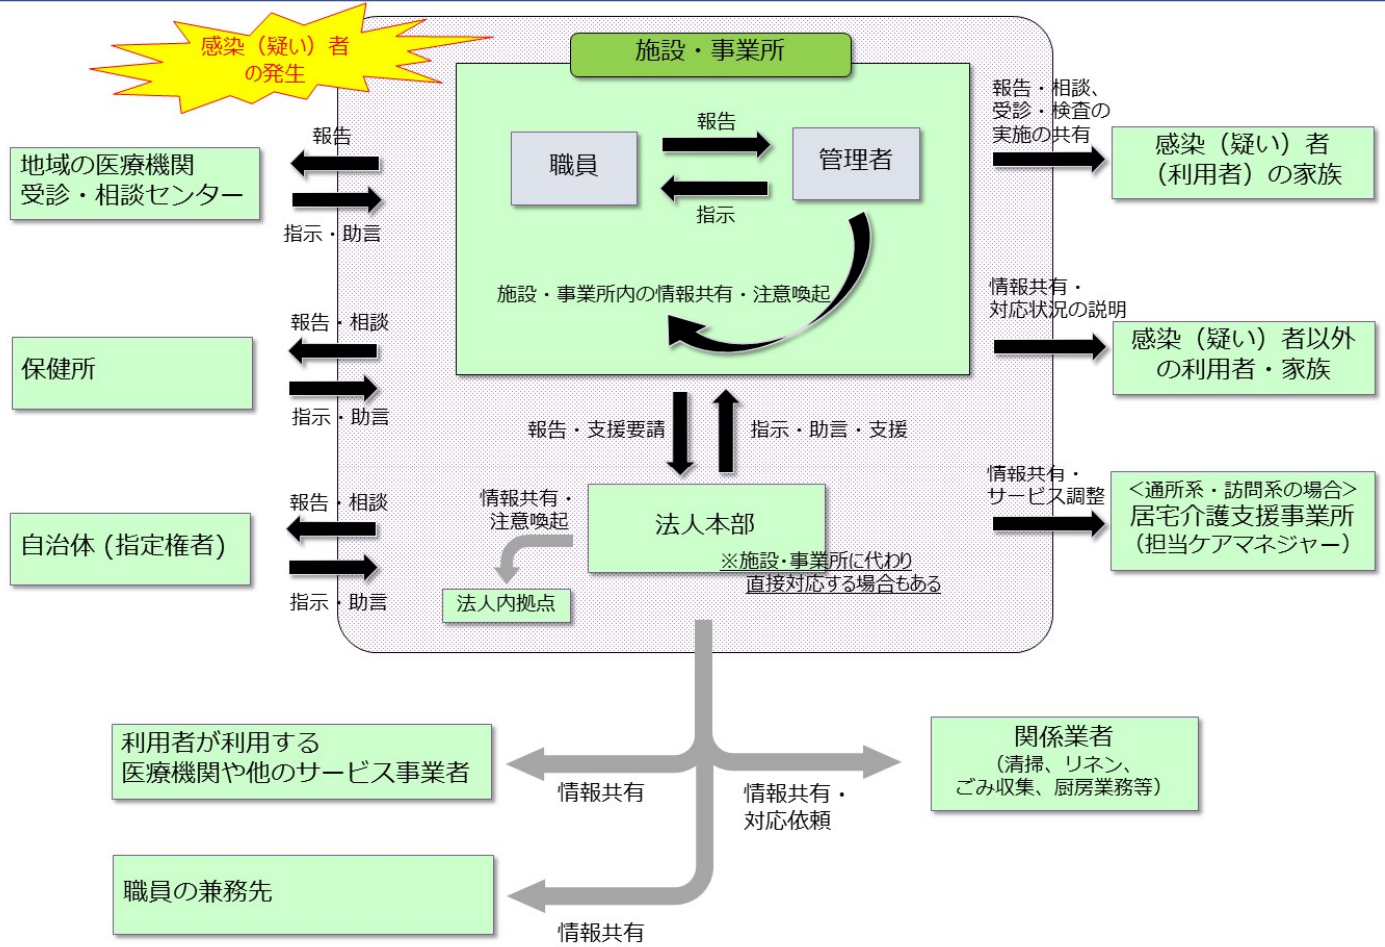 感染（疑い）者
の発生
施設・事業所
職員
報告
管理者
指示
施設・事業所内の情報共有・注意喚起
報告
地域の医療機関
受診・相談センター
指示・助言
報告・相談
保健所
指示・助言
報告・相談
自治体 (指定権者)
指示・助言
報告・相談、
受診・検査の
実施の共有
感染（疑い）者
（利用者）の家族
情報共有・
対応状況の説明
感染（疑い）者以外
の利用者・家族
情報共有・
サービス調整
＜通所系・訪問系の場合＞
居宅介護支援事業所
（担当ケアマネジャー）
報告・支援要請
指示・助言・支援
情報共有・
注意喚起
法人本部
※施設・事業所に代わり
直接対応する場合もある
法人内拠点
利用者が利用する
医療機関や他のサービス事業者
情報共有
情報共有・
対応依頼
関係業者
（清掃、リネン、
ごみ収集、厨房業務等）
職員の兼務先
情報共有